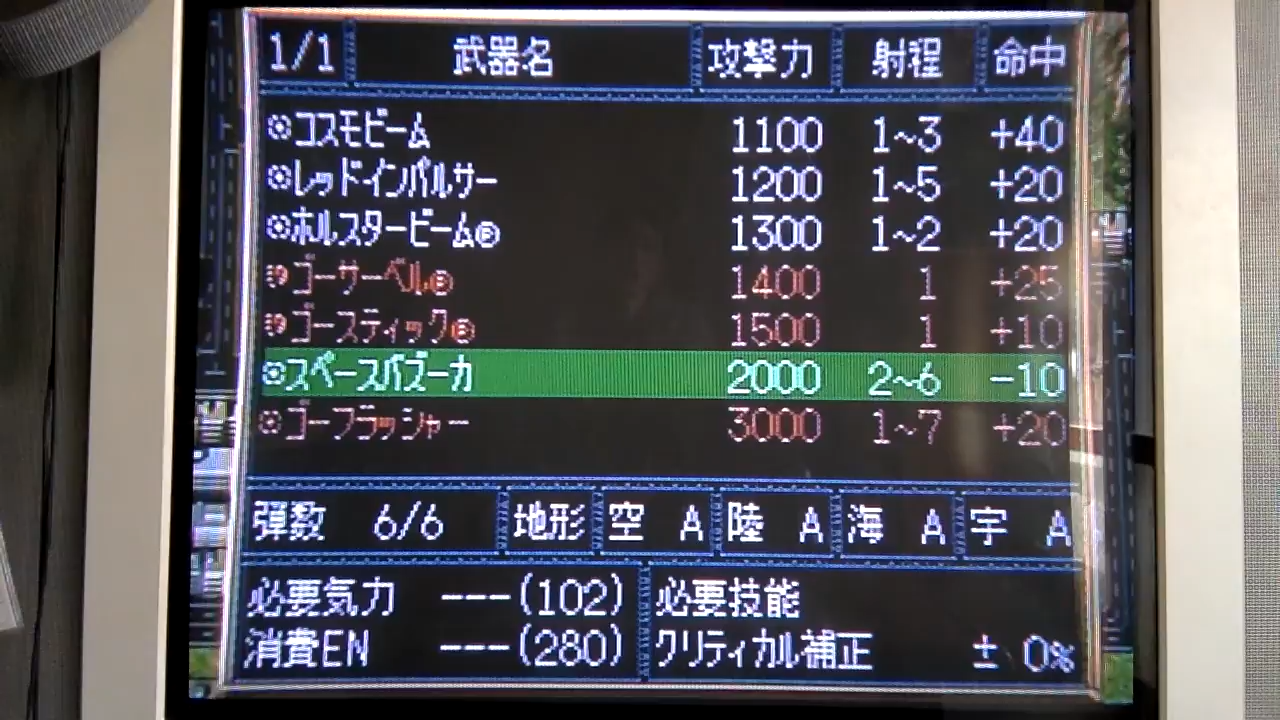 1/1 武器名 攻撃力 射程 命中
コスモビーム 1100 1~3 +40
レッドインパルサー 1200 1~5 +20
ホルスタービームⓅ 1300 1~2 +20
ゴーサーベルⓅ 1400 1 +25
ゴースティックⓅ 1500 1 +10
スペースバズーカ 2000 2~6 -10
ゴーフラッシャー 3000 1~7 +20
弾数 6/6 地形 空 A 陸 A 海 A 宇 A
必要気力 ---(102) 必要技能
消費EN ---(280) クリティカル補正 ± 0%